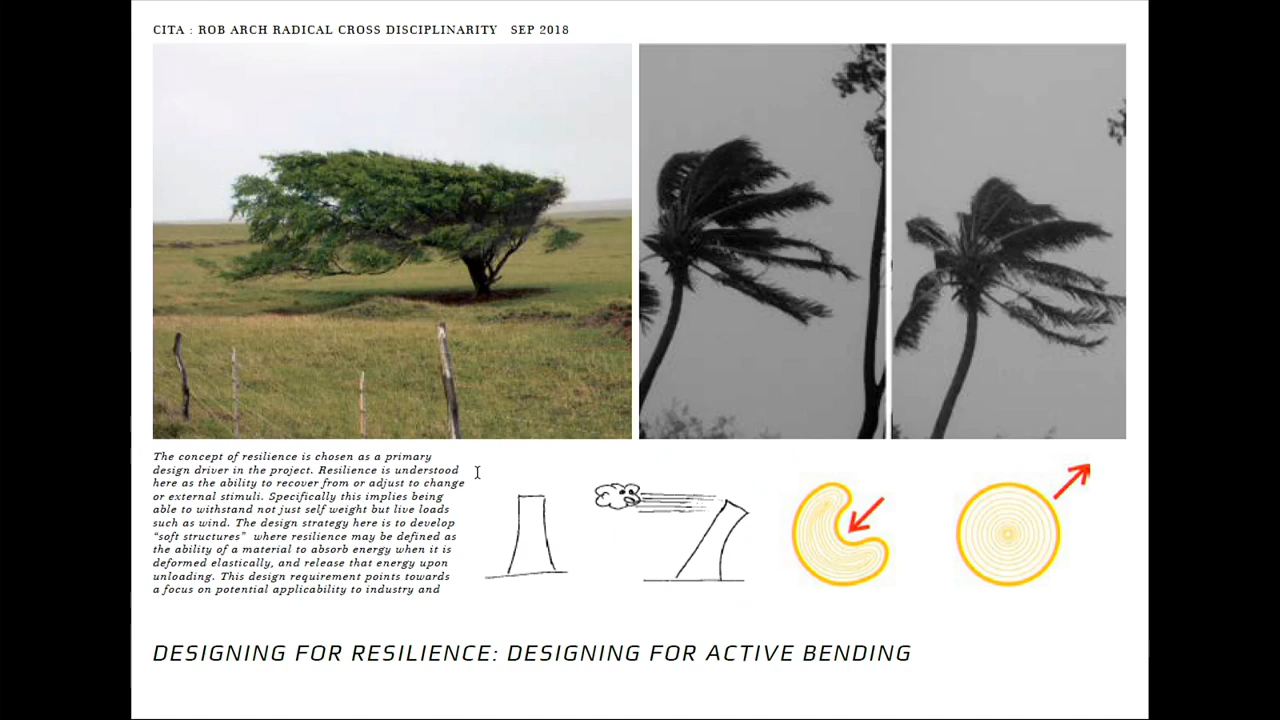 CITA : ROB ARCH RADICAL CROSS DISCIPLINARITY SEP 2018
The concept of resilience is chosen as a primary
design driver in the project. Resilience is understood
here as the ability to recover from or adjust to change
or external stimuli. Specifically this implies being
able to withstand not just self weight but live loads
such as wind. The design strategy here is to develop
"soft structures" where resilience may be defined as
the ability of a material to absorb energy when it is
deformed elastically, and release that energy upon
unloading. This design requirement points towards
a focus on potential applicability to industry and
DESIGNING FOR RESILIENCE: DESIGNING FOR ACTIVE BENDING